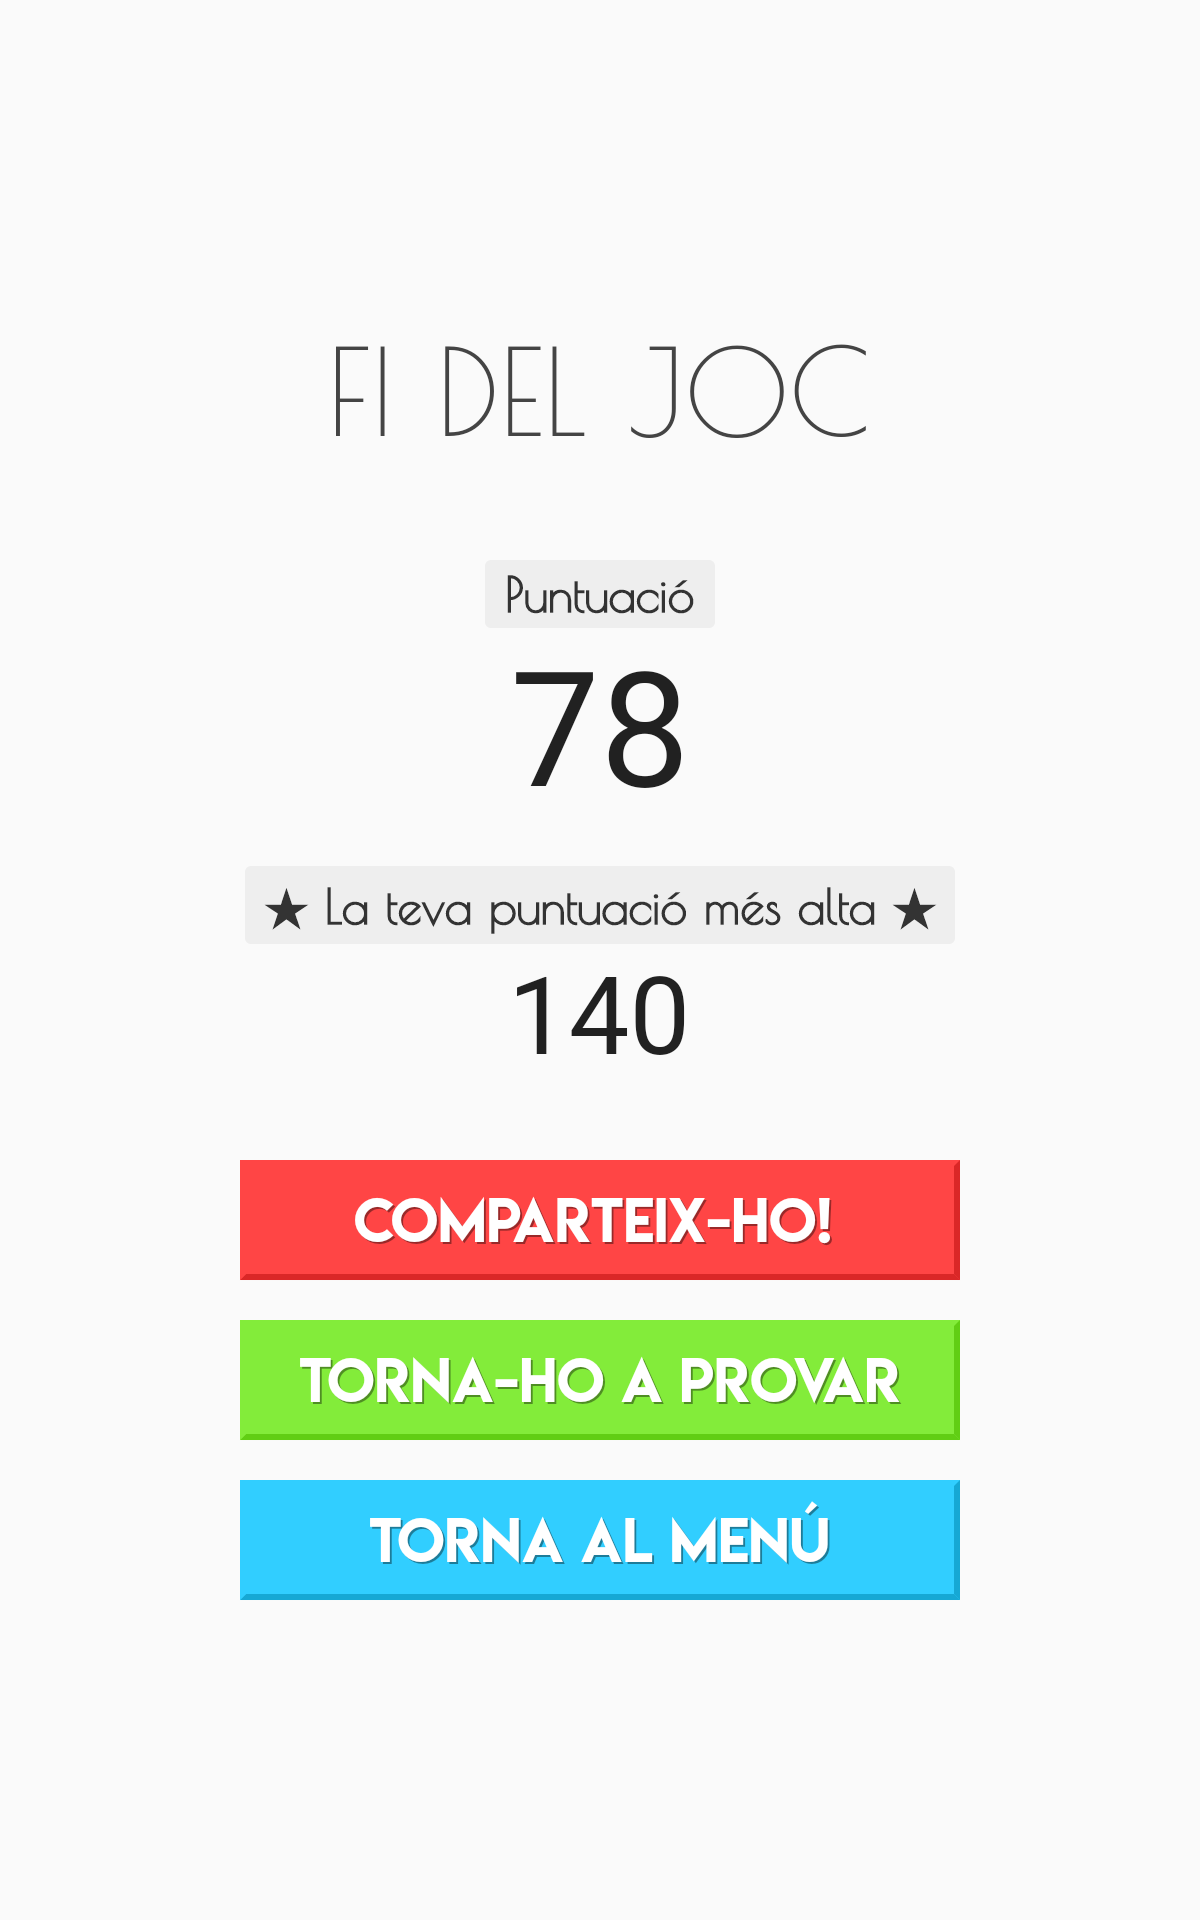 FI DEL JOC
Puntuació
78
★ La teva puntuació més alta ★
140
COMPARTEIX-HO!
TORNA-HO A PROVAR
TORNA AL MENÚ